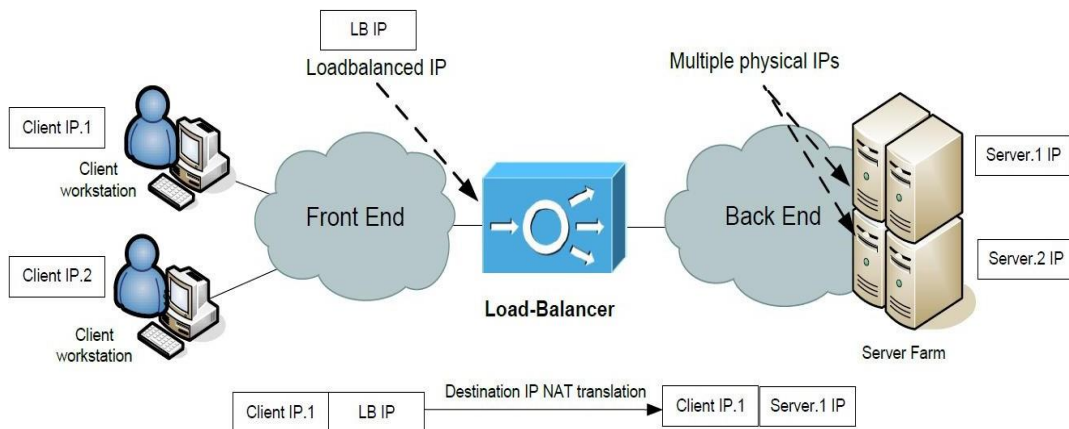 LB IP
Loadbalanced IP
Multiple physical IPs
Client IP.1
Client
workstation
Server.1 IP
Front End
Back End
Client IP.2
Server.2 IP
Load-Balancer
Client
workstation
Server Farm
Destination IP NAT translation
Client IP.1
LB IP
Client IP.1
Server.1 IP